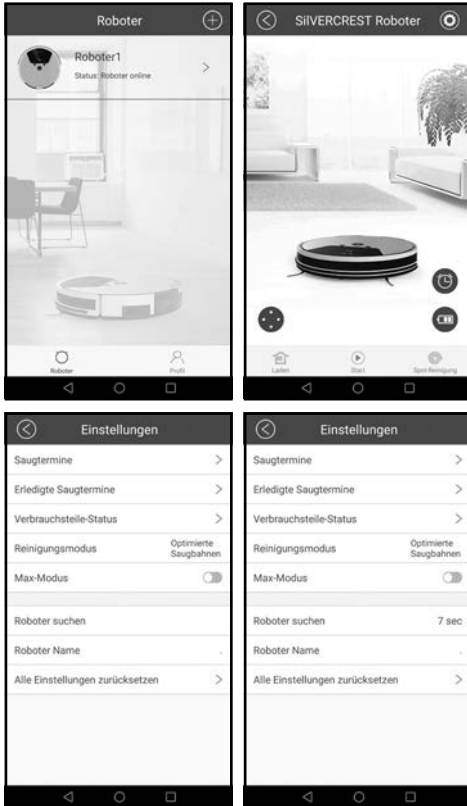 Roboter
Roboter1
Status: Roboter online
Roboter
Profil
SilVERCREST Roboter
Laden
Start
Spot-Reinigung
Einstellungen
Saugtermine
Erledigte Saugtermine
Verbrauchsteile-Status
Reinigungsmodus Optimierte
Saugbahnen
Max-Modus
Roboter suchen
Roboter Name
Alle Einstellungen zurücksetzen
Einstellungen
Saugtermine
Erledigte Saugtermine
Verbrauchsteile-Status
Reinigungsmodus Optimierte
Saugbahnen
Max-Modus
Roboter suchen 7 sec
Roboter Name
Alle Einstellungen zurücksetzen